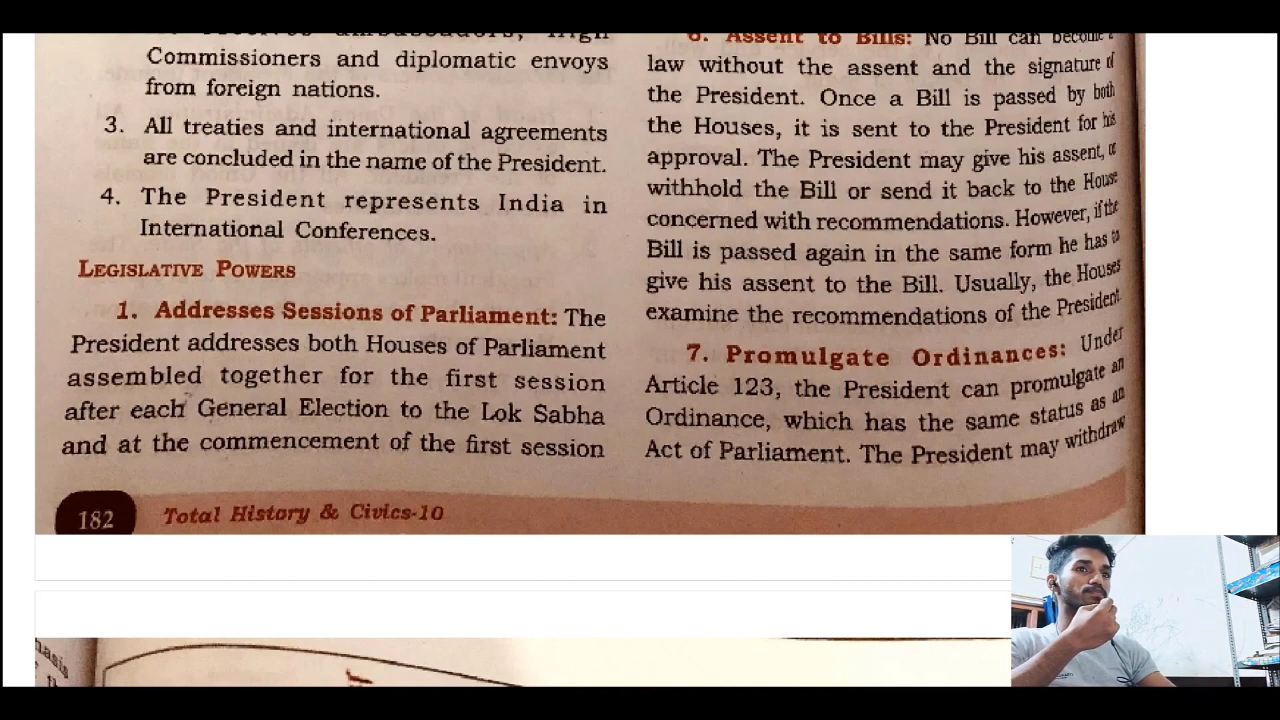 Commissioners and diplomatic envoys
from foreign nations.
3. All treaties and international agreements
are concluded in the name of the President.
4. The President represents India in
International Conferences.
LEGISLATIVE POWERS
1. Addresses Sessions of Parliament: The
President addresses both Houses of Parliament
assembled together for the first session
after each General Election to the Lok Sabha
and at the commencement of the first session
182 Total History & Civics-10
6. Assent to Bills: No Bill can become a
law without the assent and the signature of
the President. Once a Bill is passed by both
the Houses, it is sent to the President for his
approval. The President may give his assent, or
withhold the Bill or send it back to the House
concerned with recommendations. However, if the
Bill is passed again in the same form he has to
give his assent to the Bill. Usually, the Houses
examine the recommendations of the President.
7. Promulgate Ordinances: Under
Article 123, the President can promulgate an
Ordinance, which has the same status as an
Act of Parliament. The President may withdraw